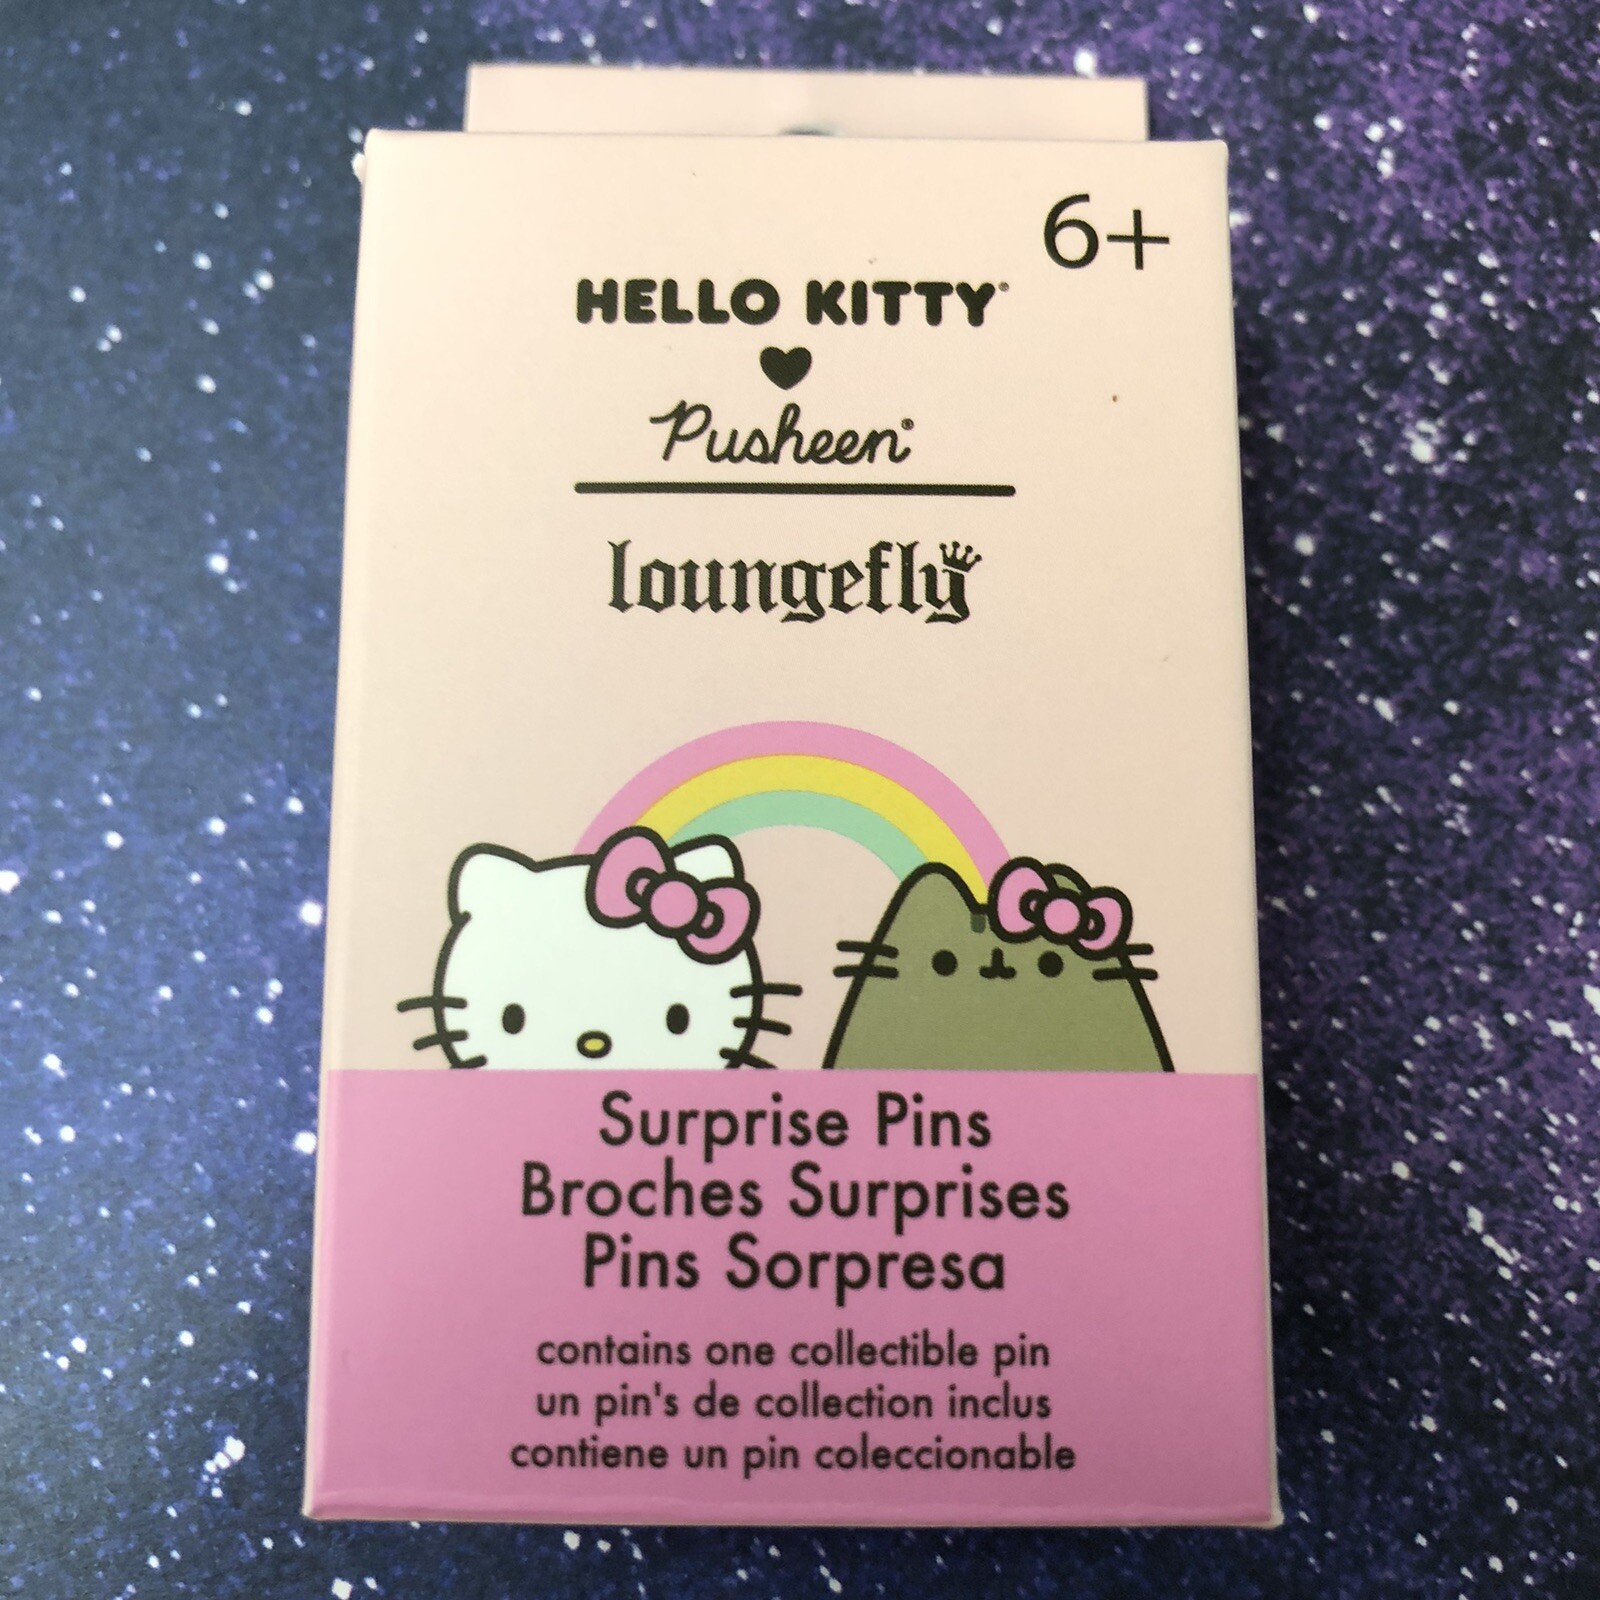 6+
HELLO KITTY®
Pusheen®
loungefly
Surprise Pins
Broches Surprises
Pins Sorpresa
contains one collectible pin
un pin's de collection inclus
contiene un pin coleccionable